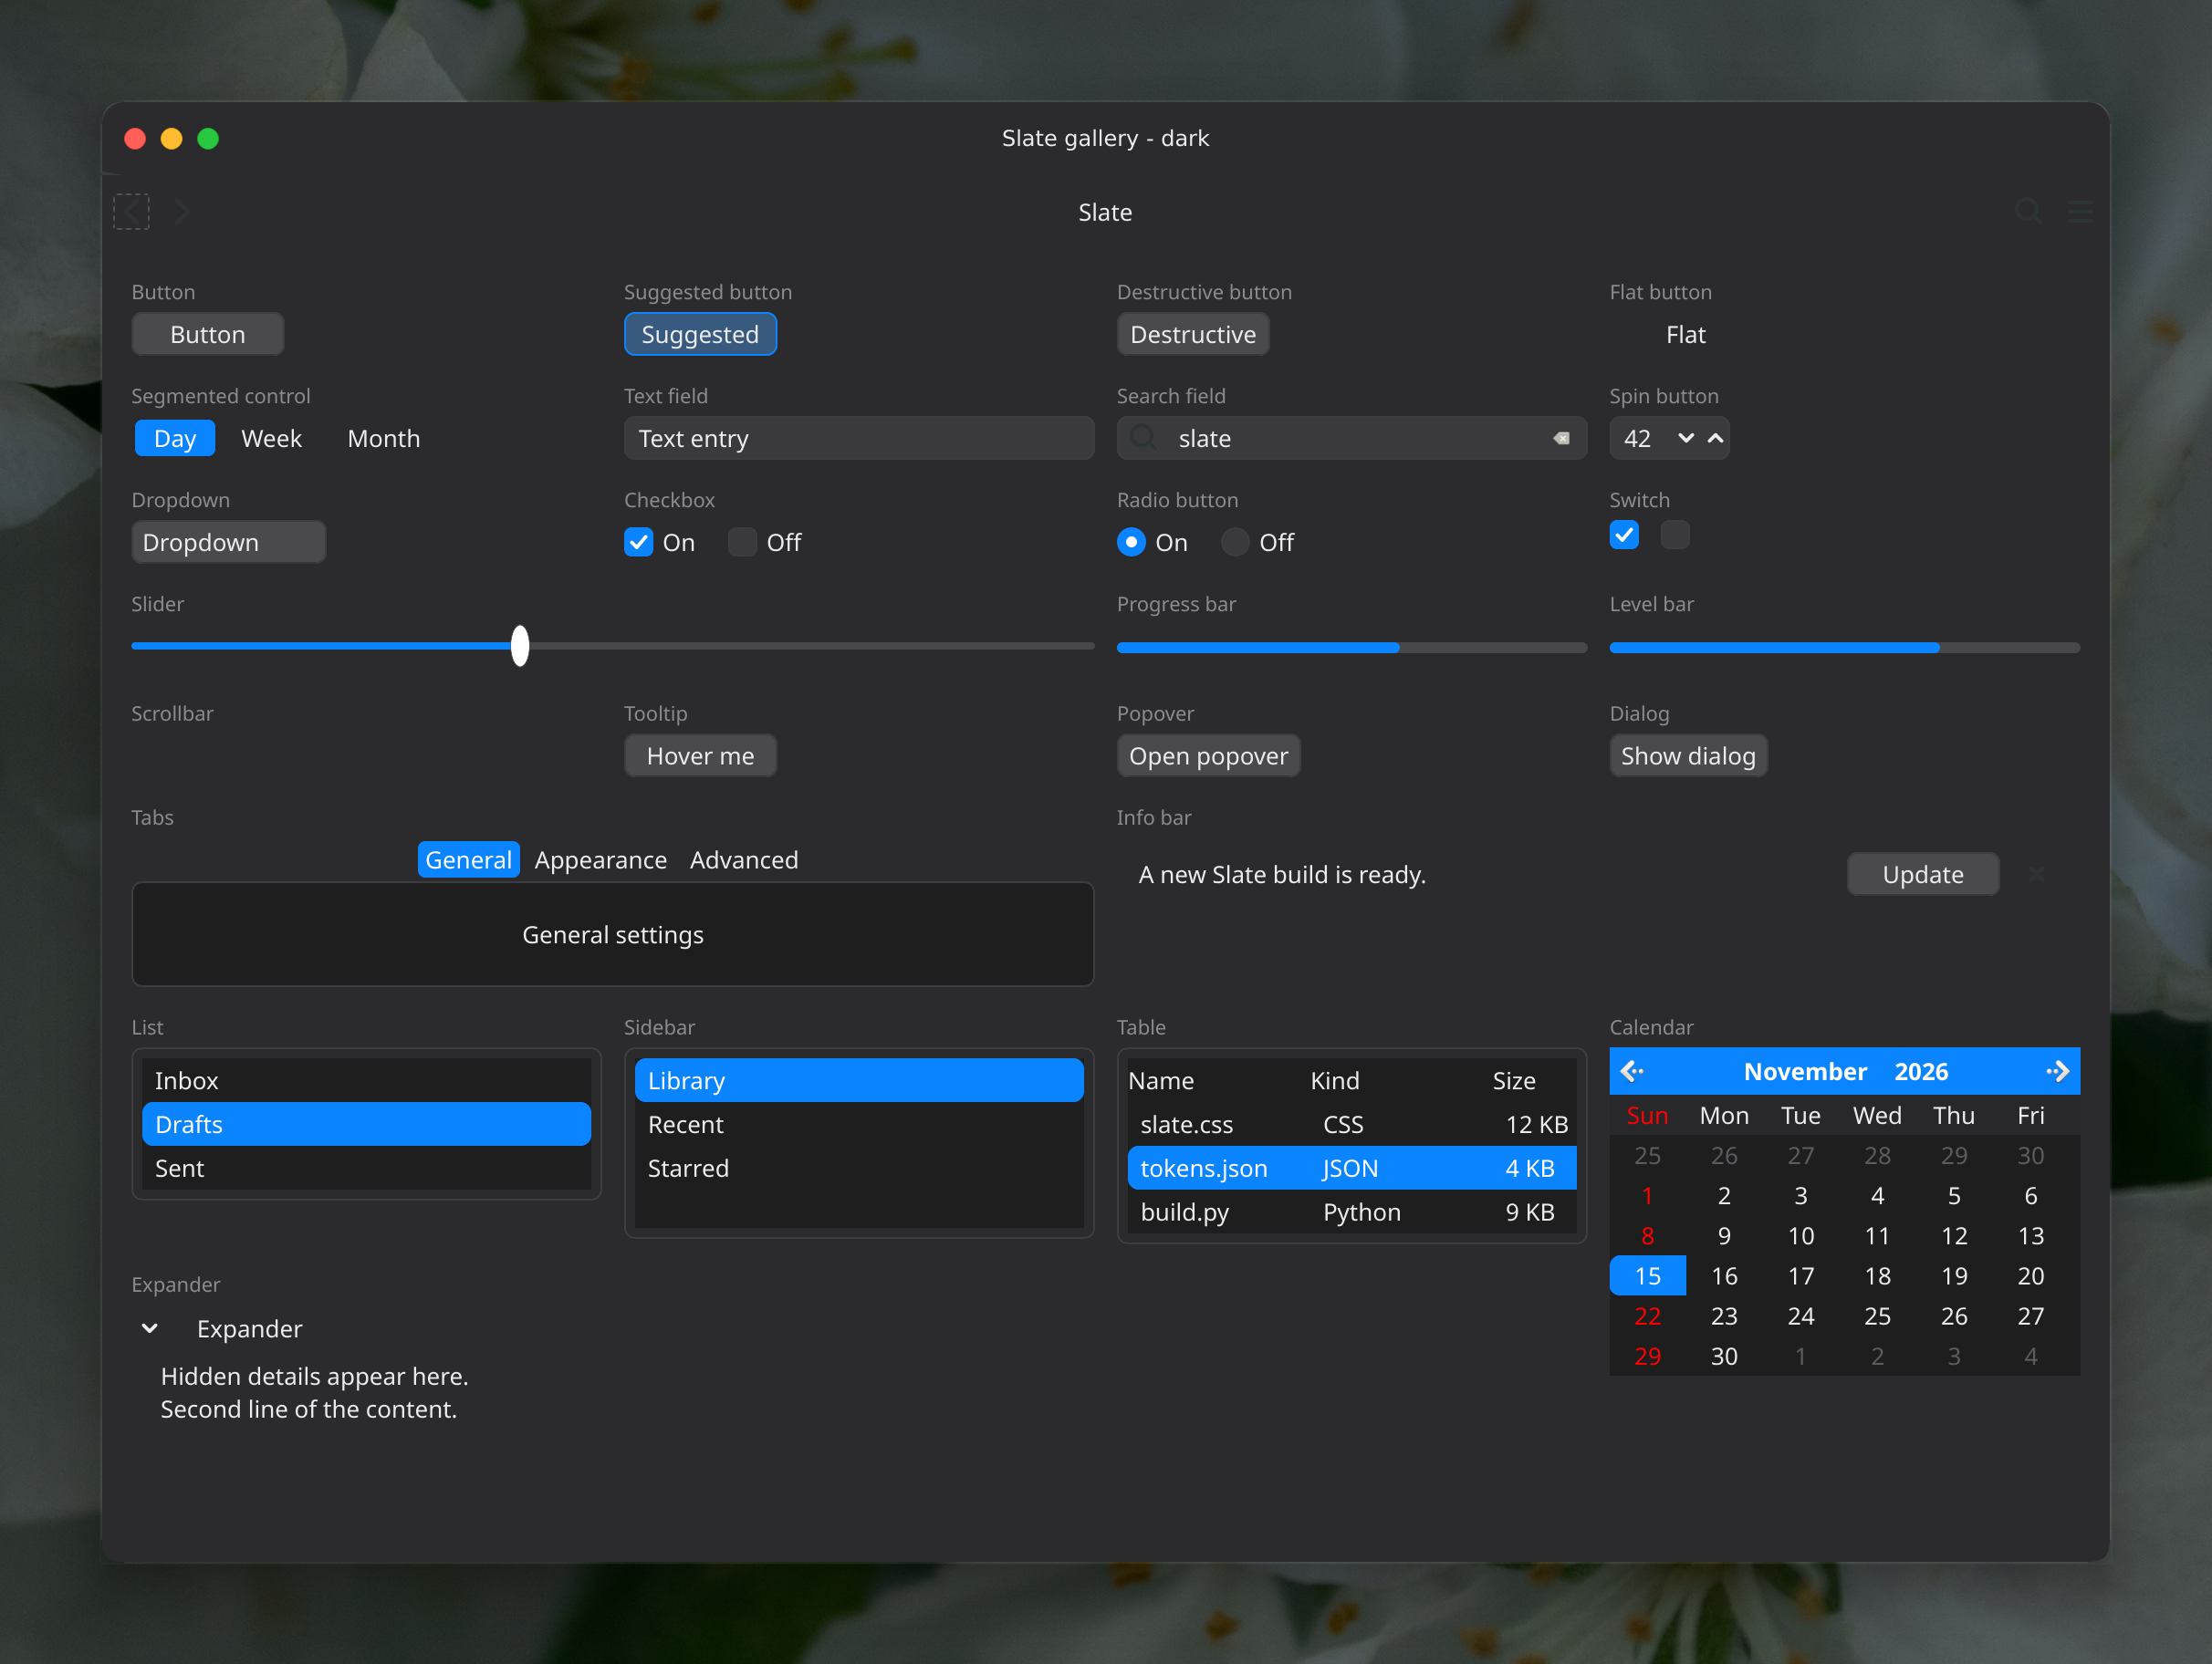 Slate gallery - dark
Slate
Button
Suggested button
Destructive button
Flat button
Button
Suggested
Destructive
Flat
Segmented control
Text field
Search field
Spin button
Day Week Month
Text entry
slate
42
Dropdown
Checkbox
Radio button
Switch
Dropdown
On Off
On Off
Slider
Progress bar
Level bar
Scrollbar
Tooltip
Popover
Dialog
Hover me
Open popover
Show dialog
Tabs
Info bar
General Appearance Advanced
A new Slate build is ready.
Update
General settings
List
Sidebar
Table
Calendar
Inbox
Drafts
Sent
Library
Recent
Starred
Name Kind Size
slate.css CSS 12 KB
tokens.json JSON 4 KB
build.py Python 9 KB
November 2026
Sun Mon Tue Wed Thu Fri
25 26 27 28 29 30
1 2 3 4 5 6
8 9 10 11 12 13
15 16 17 18 19 20
22 23 24 25 26 27
29 30 1 2 3 4
Expander
Expander
Hidden details appear here.
Second line of the content.